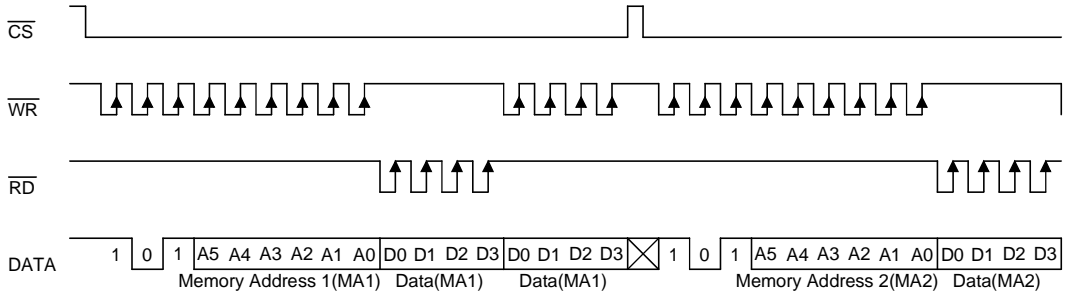 CS
WR
RD
DATA 1 0 1 A5 A4 A3 A2 A1 A0 D0 D1 D2 D3 D0 D1 D2 D3 1 0 1 A5 A4 A3 A2 A1 A0 D0 D1 D2 D3
Memory Address 1(MA1) Data(MA1) Data(MA1) Memory Address 2(MA2) Data(MA2)